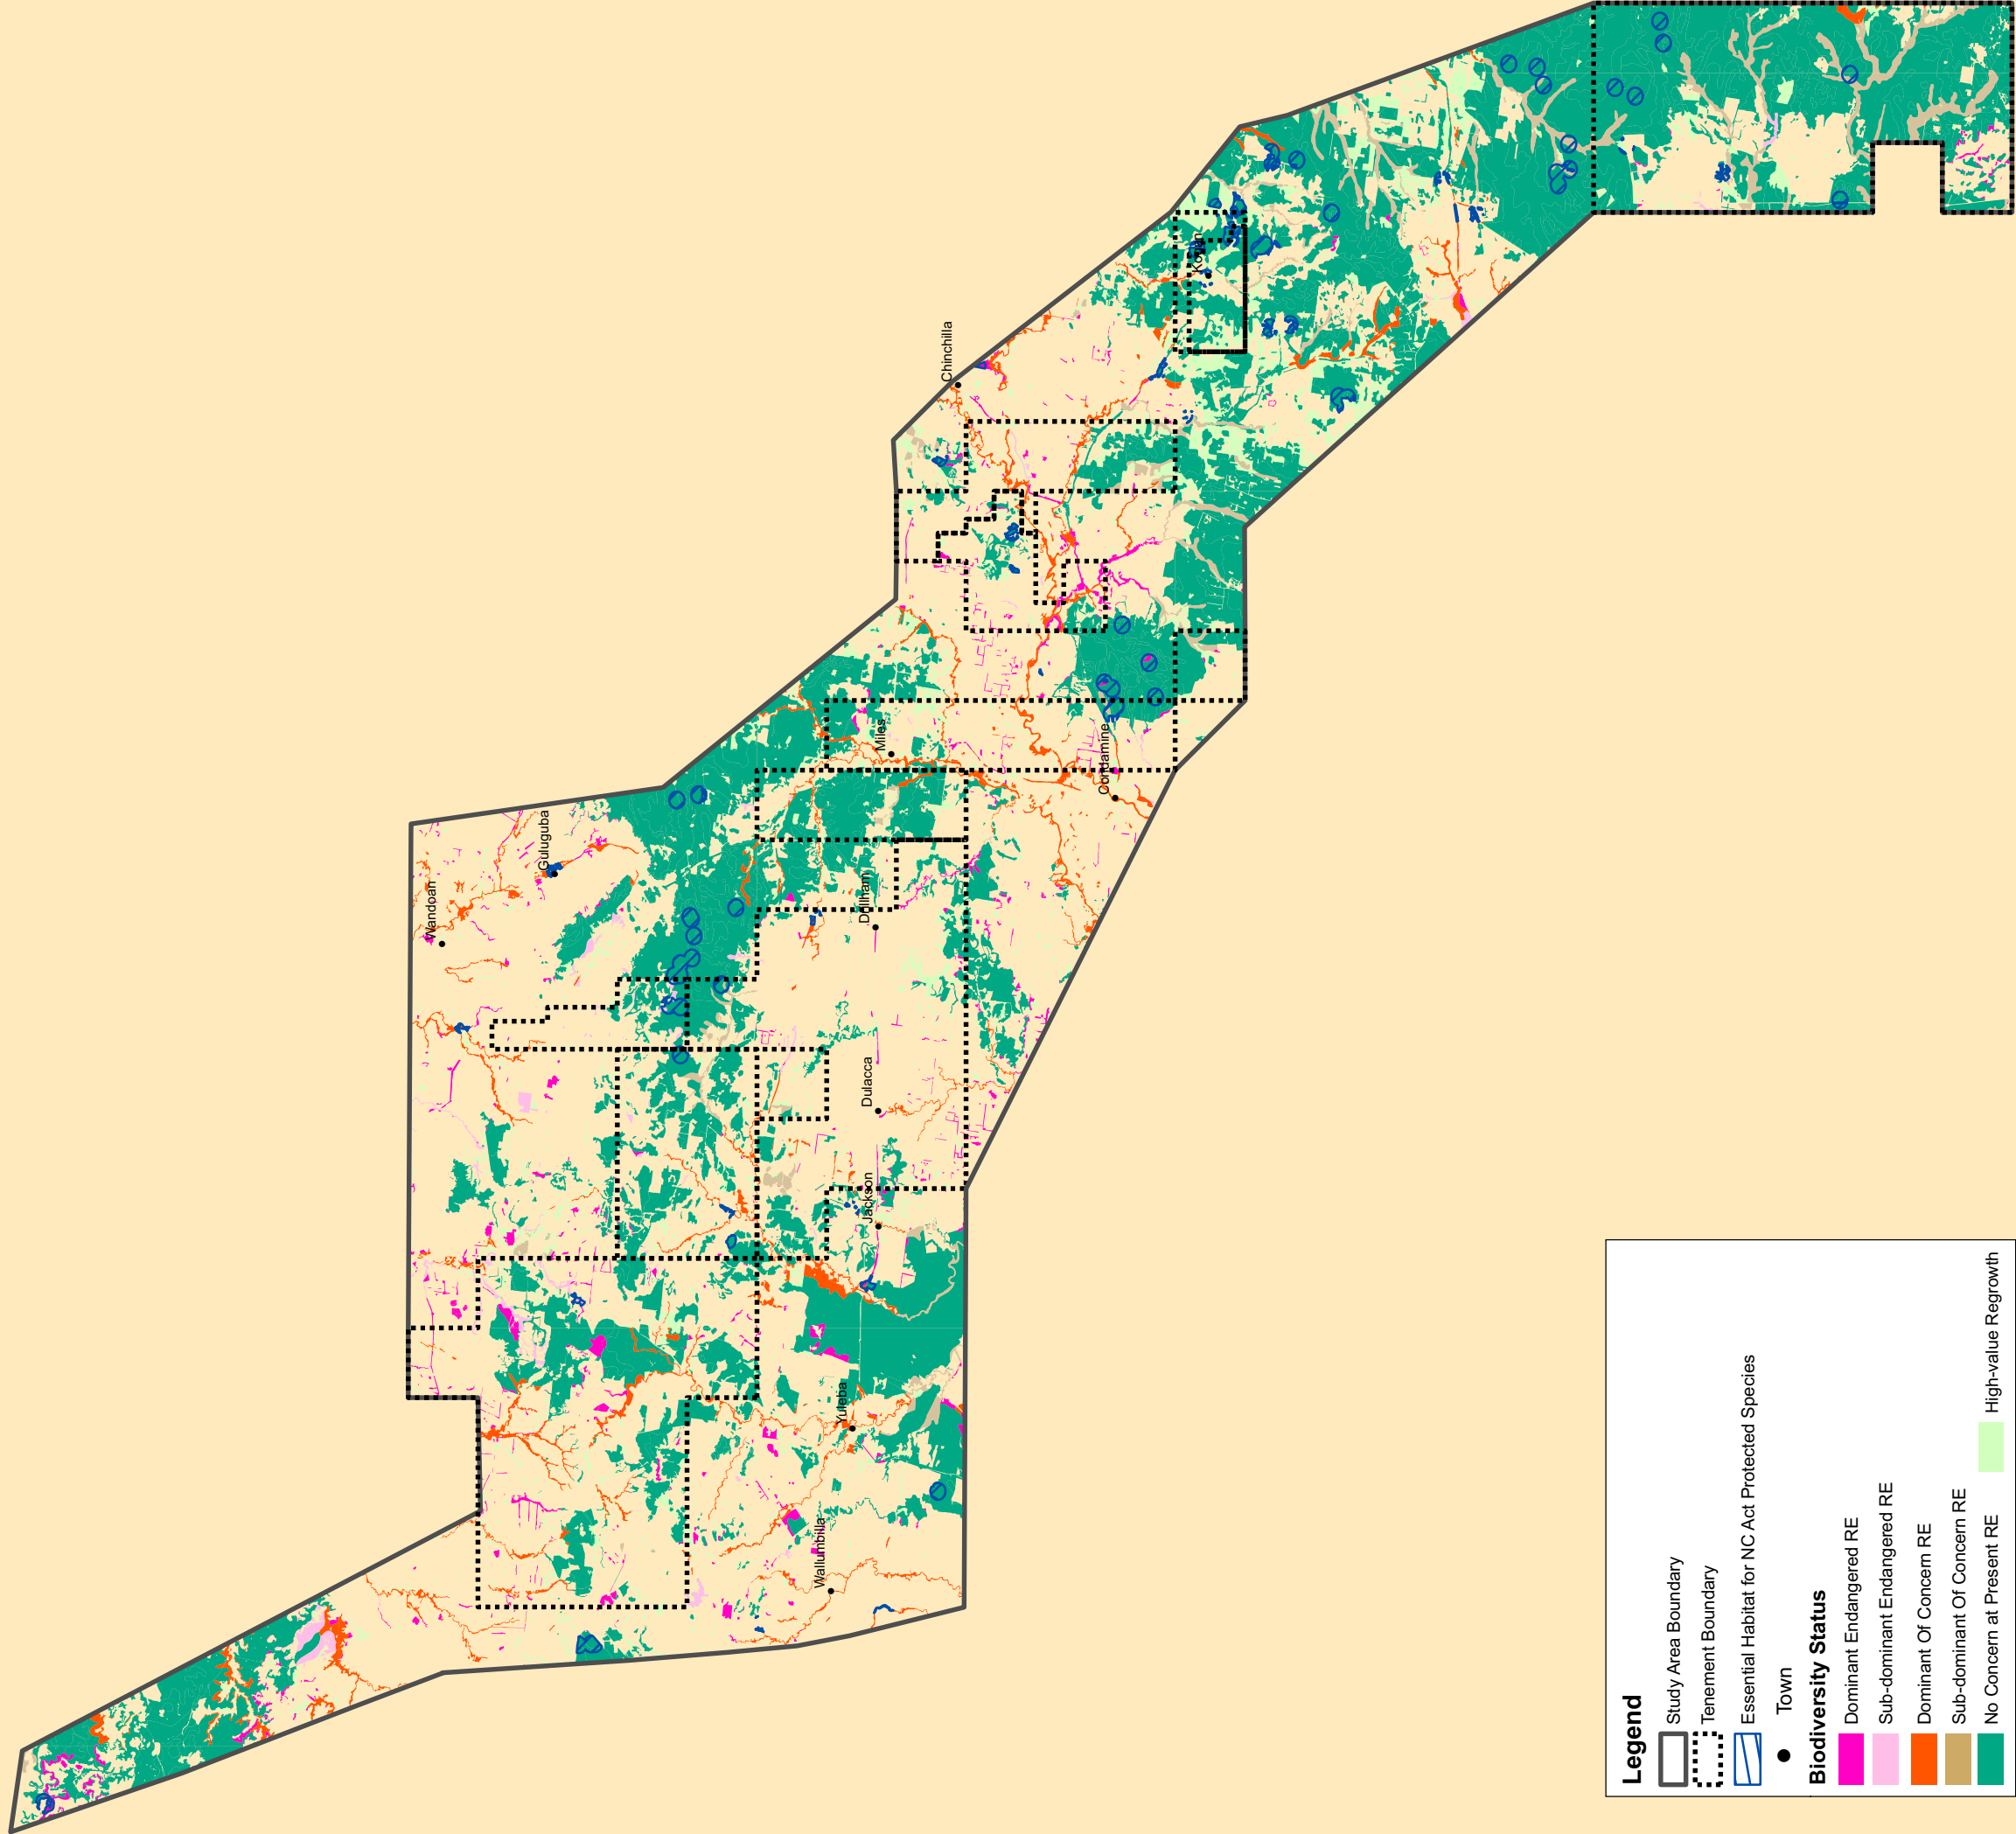 Chinchilla
Kogan
Miles
Condamine
Guluguba
Wandoan
Drillham
Dulacca
Jackson
Yuleba
Wallumbilla
Legend
Study Area Boundary
Tenement Boundary
Essential Habitat for NC Act Protected Species
Town
Biodiversity Status
Dominant Endangered RE
Sub-dominant Endangered RE
Dominant Of Concern RE
Sub-dominant Of Concern RE
No Concern at Present RE
High-value Regrowth